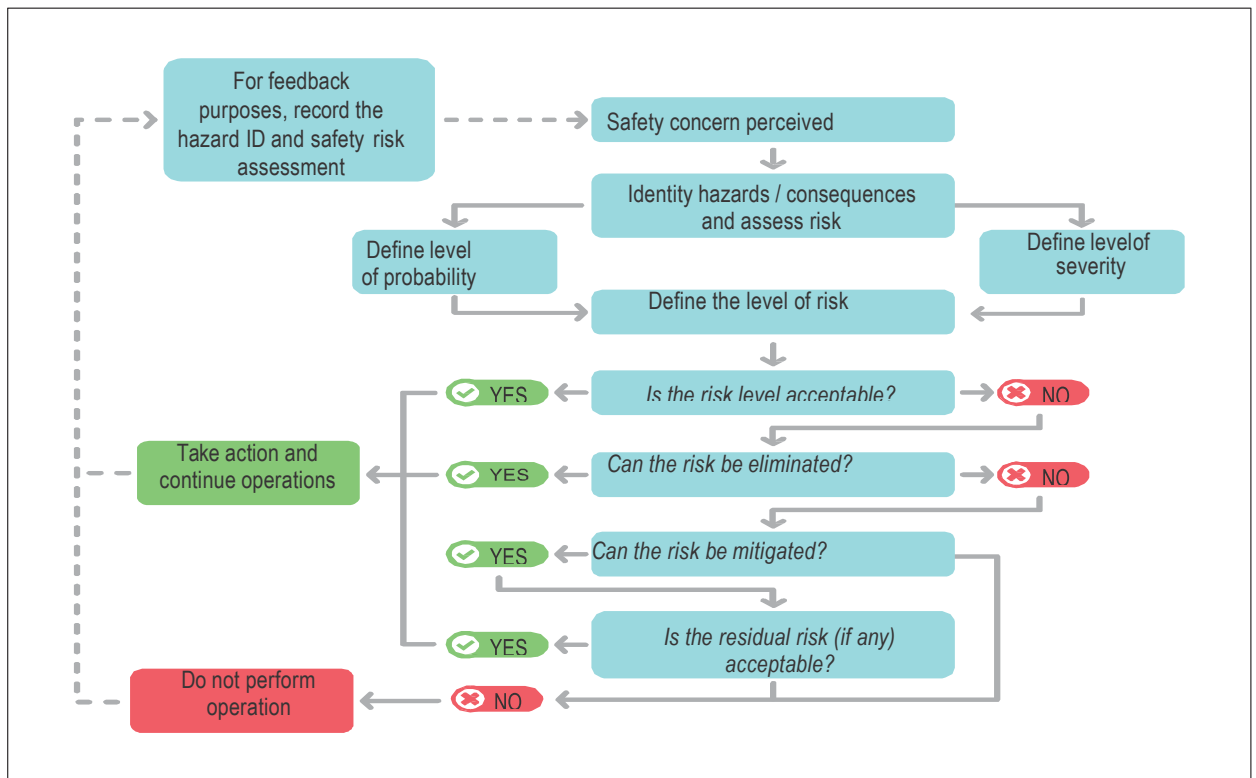 For feedback
purposes, record the
hazard ID and safety risk
assessment
Safety concern perceived
Identity hazards / consequences
and assess risk
Define level
of probability
Define levelof
severity
Define the level of risk
YES
Is the risk level acceptable?
NO
Take action and
continue operations
YES
Can the risk be eliminated?
NO
YES
Can the risk be mitigated?
YES
Is the residual risk (if any)
acceptable?
Do not perform
operation
NO